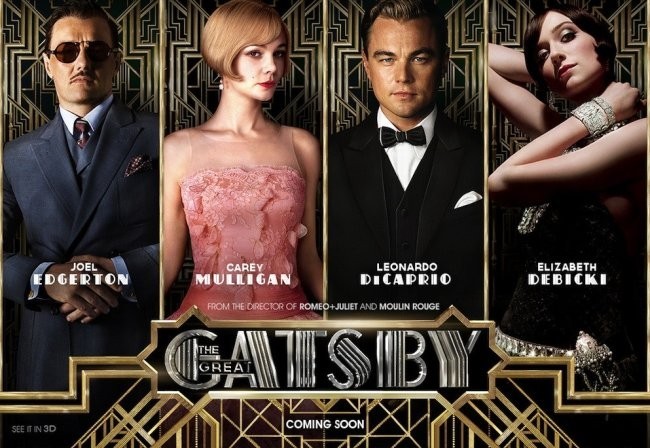 JOEL
EDGERTON
CAREY
MULLIGAN
LEONARDO
DiCAPRIO
ELIZABETH
DEBICKI
FROM THE DIRECTOR OF ROMEO+JULIET AND MOULIN ROUGE
THE
GREAT
GATSBY
SEE IT IN 3D
COMING SOON